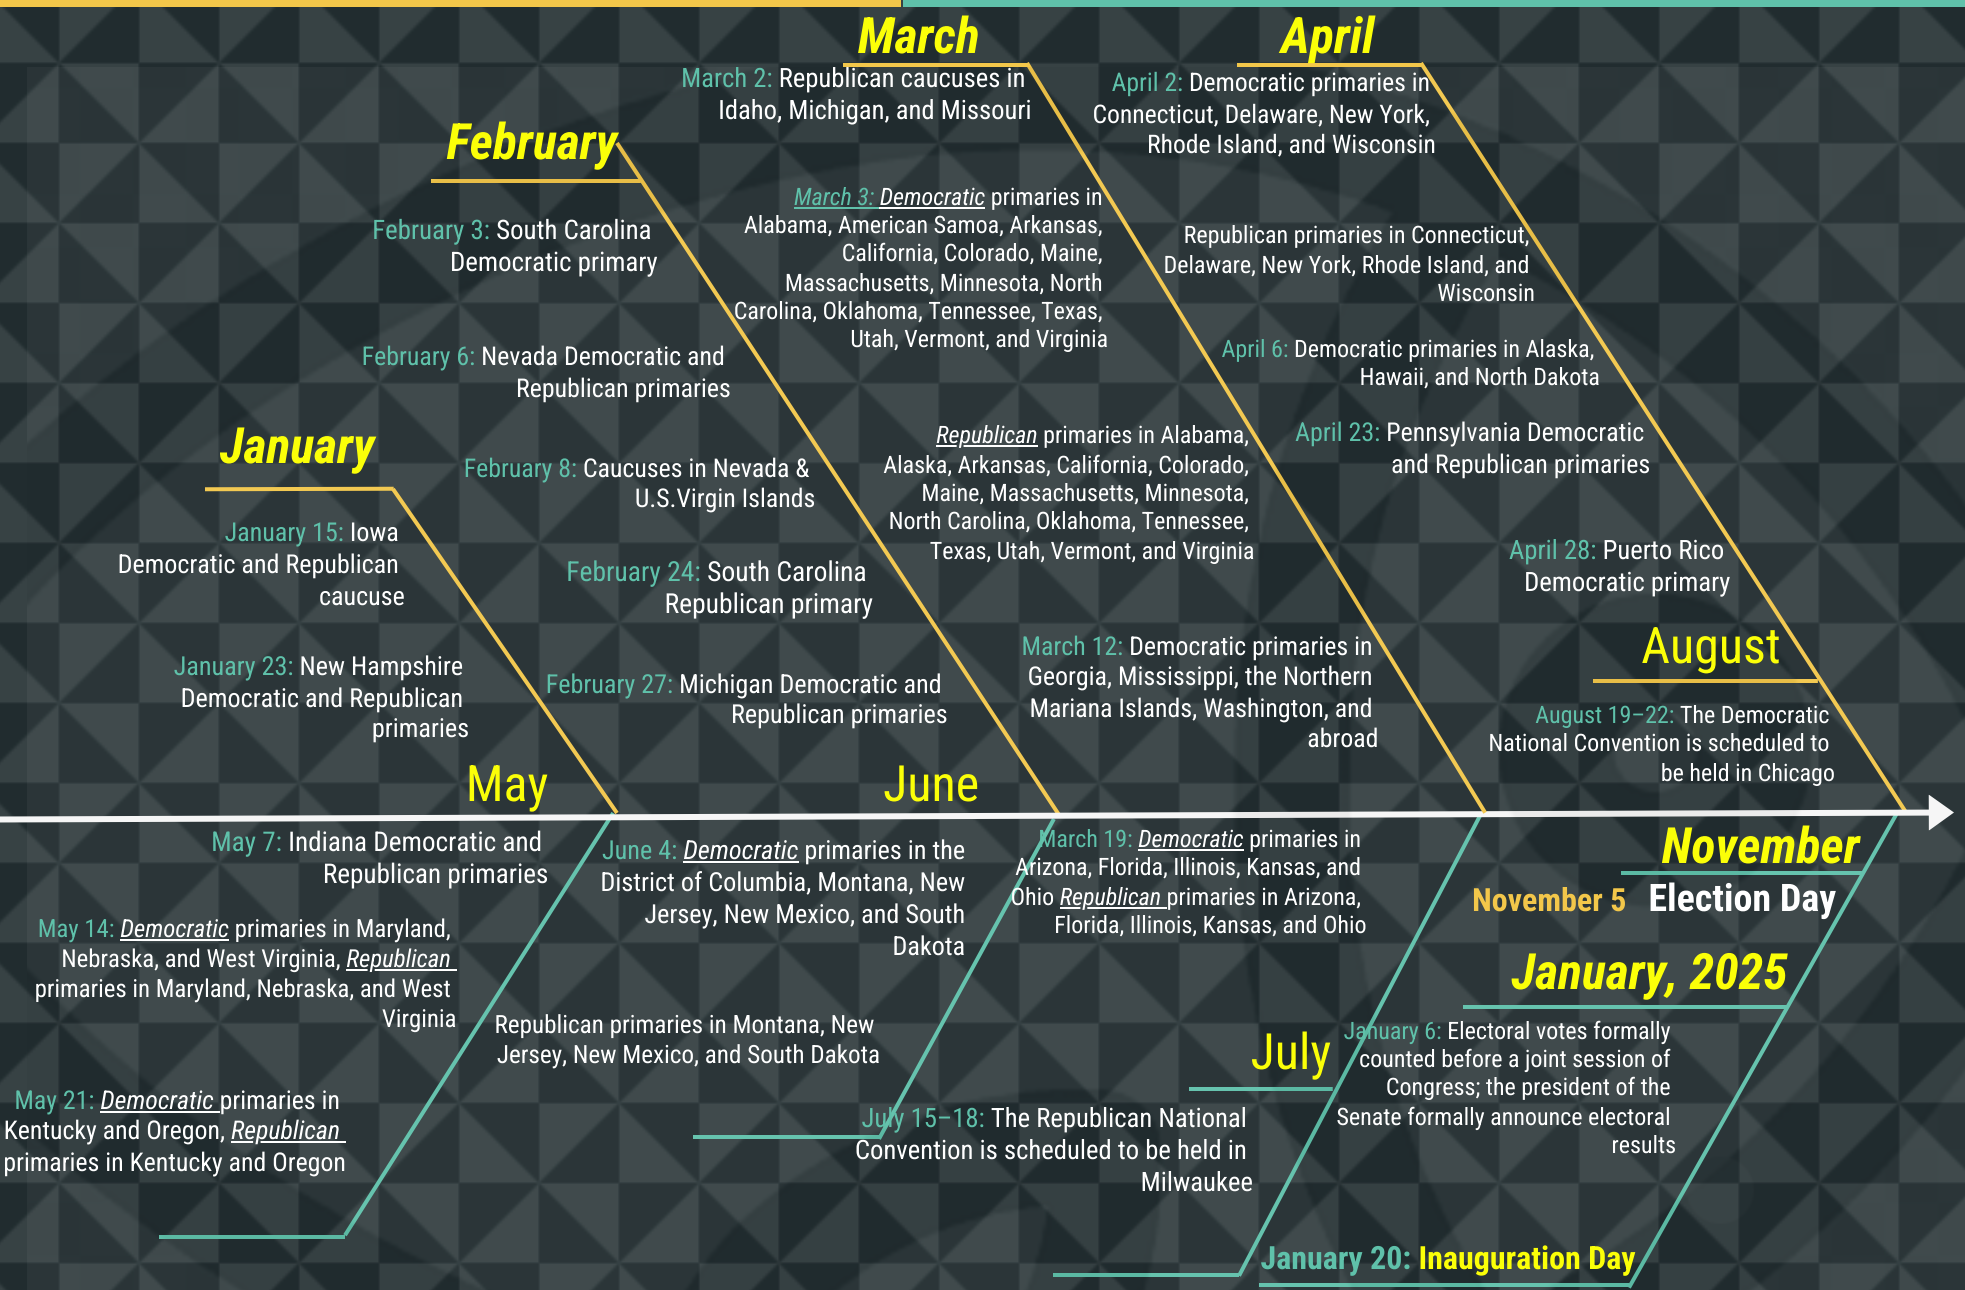 January
January 15: Iowa
Democratic and Republican
caucuse
January 23: New Hampshire
Democratic and Republican
primaries
February
February 3: South Carolina
Democratic primary
February 6: Nevada Democratic and
Republican primaries
February 8: Caucuses in Nevada &
U.S.Virgin Islands
February 24: South Carolina
Republican primary
February 27: Michigan Democratic and
Republican primaries
March
March 2: Republican caucuses in
Idaho, Michigan, and Missouri
March 3: Democratic primaries in
Alabama, American Samoa, Arkansas,
California, Colorado, Maine,
Massachusetts, Minnesota, North
Carolina, Oklahoma, Tennessee, Texas,
Utah, Vermont, and Virginia
Republican primaries in Alabama,
Alaska, Arkansas, California, Colorado,
Maine, Massachusetts, Minnesota,
North Carolina, Oklahoma, Tennessee,
Texas, Utah, Vermont, and Virginia
March 12: Democratic primaries in
Georgia, Mississippi, the Northern
Mariana Islands, Washington, and
abroad
March 19: Democratic primaries in
Arizona, Florida, Illinois, Kansas, and
Ohio Republican primaries in Arizona,
Florida, Illinois, Kansas, and Ohio
April
April 2: Democratic primaries in
Connecticut, Delaware, New York,
Rhode Island, and Wisconsin
Republican primaries in Connecticut,
Delaware, New York, Rhode Island, and
Wisconsin
April 6: Democratic primaries in Alaska,
Hawaii, and North Dakota
April 23: Pennsylvania Democratic
and Republican primaries
April 28: Puerto Rico
Democratic primary
May
May 7: Indiana Democratic and
Republican primaries
May 14: Democratic primaries in Maryland,
Nebraska, and West Virginia, Republican
primaries in Maryland, Nebraska, and West
Virginia
May 21: Democratic primaries in
Kentucky and Oregon, Republican
primaries in Kentucky and Oregon
June
June 4: Democratic primaries in the
District of Columbia, Montana, New
Jersey, New Mexico, and South
Dakota
Republican primaries in Montana, New
Jersey, New Mexico, and South Dakota
July
July 15–18: The Republican National
Convention is scheduled to be held in
Milwaukee
August
August 19–22: The Democratic
National Convention is scheduled to
be held in Chicago
November
November 5 Election Day
January, 2025
January 6: Electoral votes formally
counted before a joint session of
Congress; the president of the
Senate formally announce electoral
results
January 20: Inauguration Day